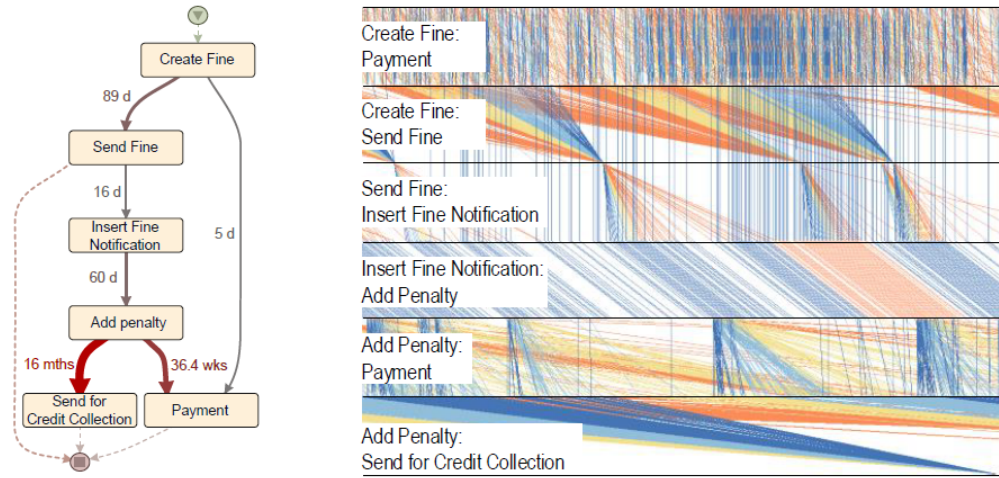 Create Fine
89 d
Send Fine
16 d
Insert Fine
Notification
5 d
60 d
Add penalty
16 mths
36.4 wks
Send for
Credit Collection
Payment
Create Fine:
Payment
Create Fine:
Send Fine
Send Fine:
Insert Fine Notification
Insert Fine Notification:
Add Penalty
Add Penalty:
Payment
Add Penalty:
Send for Credit Collection